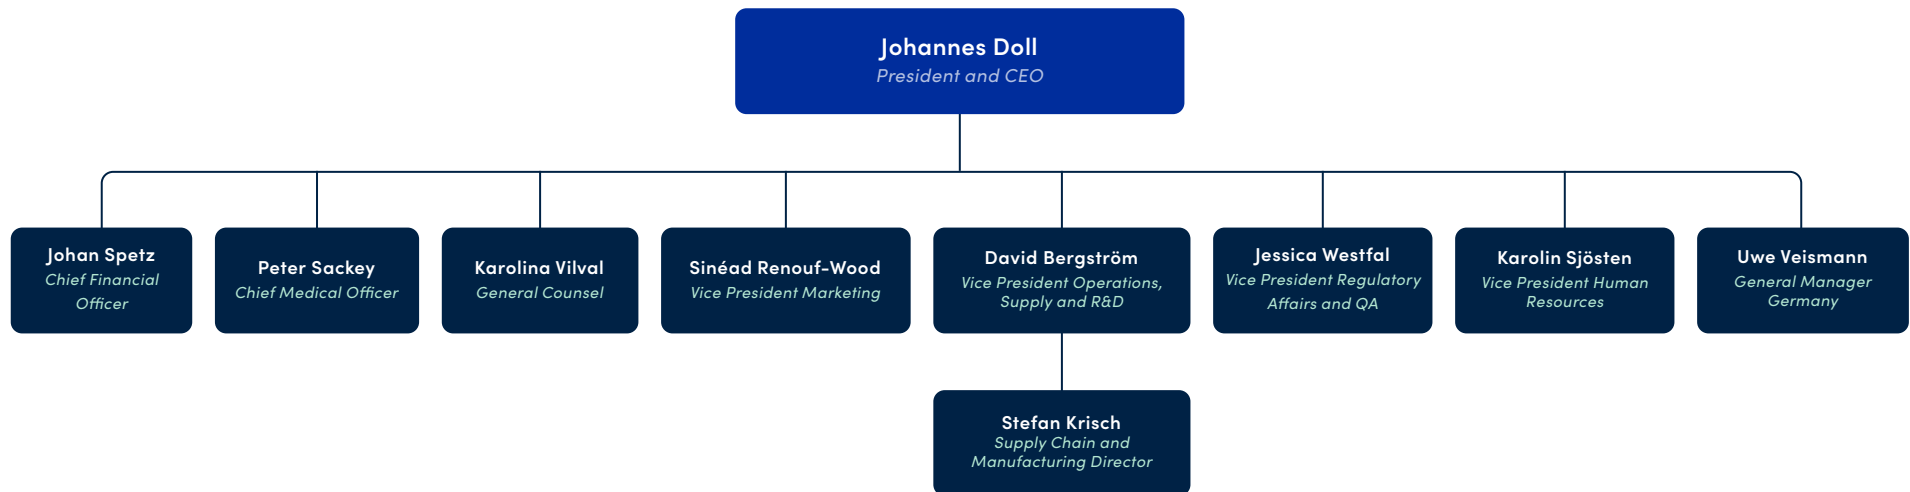 Johannes Doll
President and CEO
Johan Spetz
Chief Financial
Officer
Peter Sackey
Chief Medical Officer
Karolina Vilval
General Counsel
Sinéad Renouf-Wood
Vice President Marketing
David Bergström
Vice President Operations,
Supply and R&D
Jessica Westfal
Vice President Regulatory
Affairs and QA
Karolin Sjösten
Vice President Human
Resources
Uwe Veismann
General Manager
Germany
Stefan Krisch
Supply Chain and
Manufacturing Director